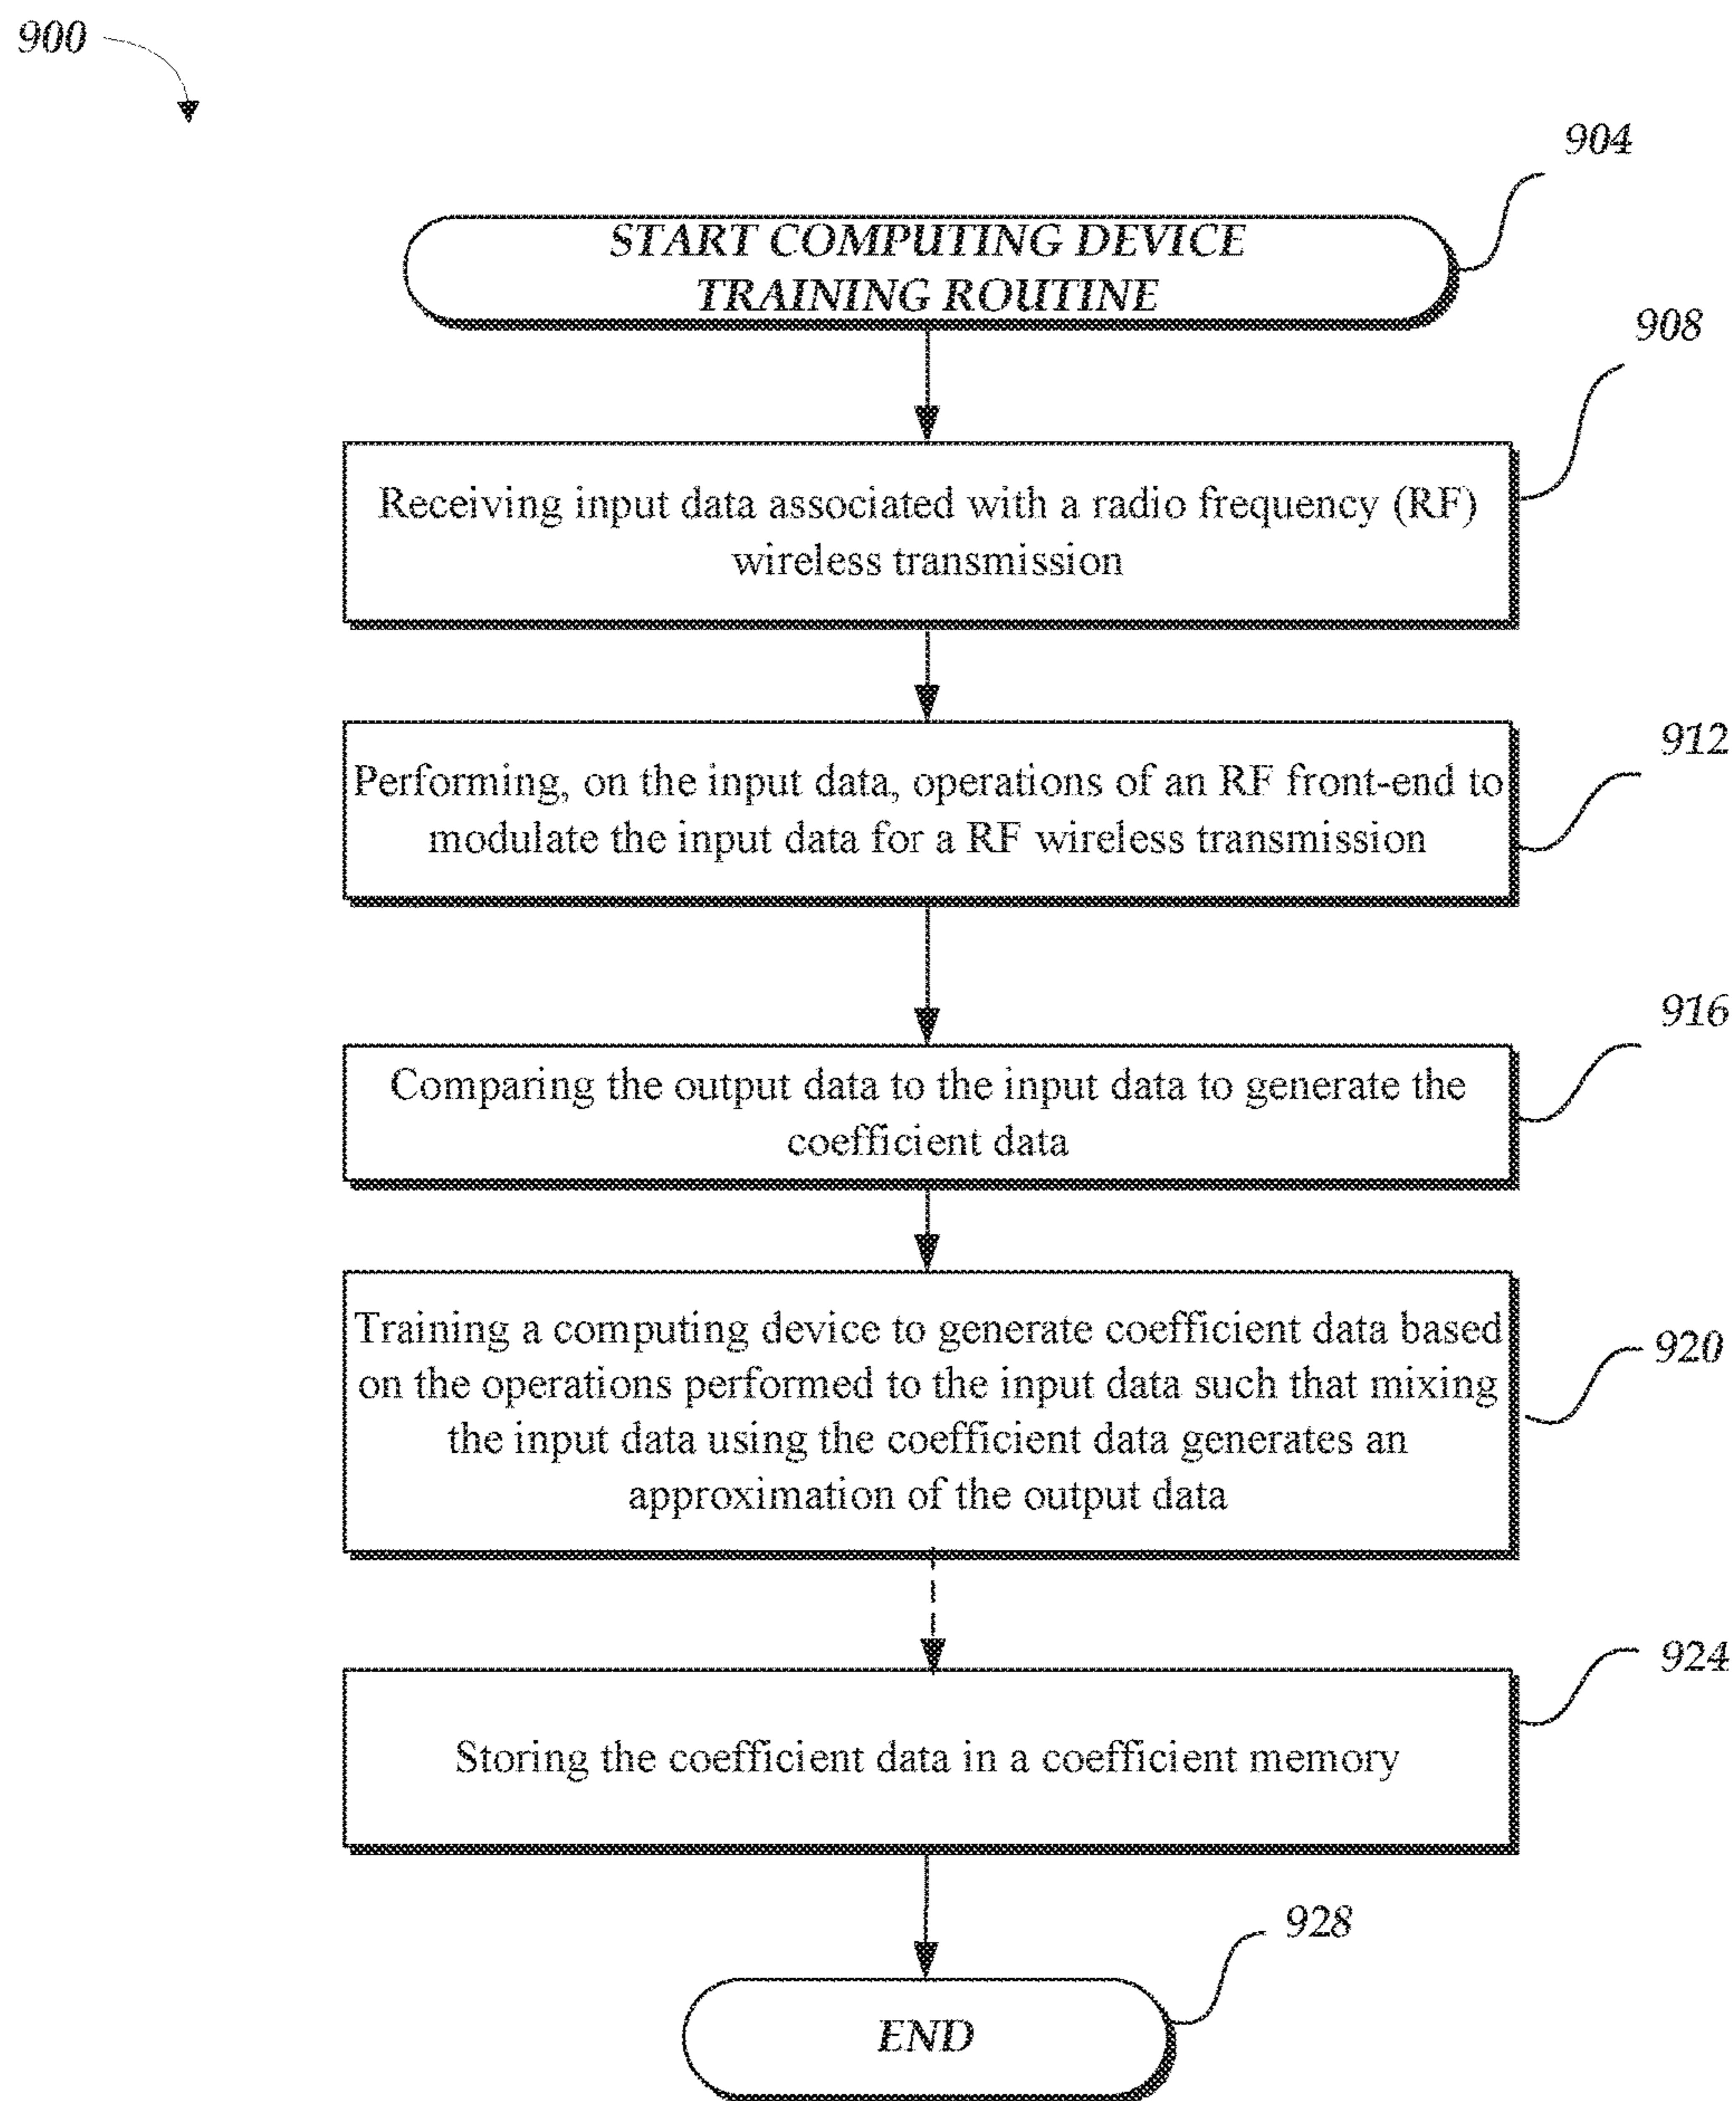 900
904
START COMPUTING DEVICE
TRAINING ROUTINE
908
Receiving input data associated with a radio frequency (RF)
wireless transmission
912
Performing, on the input data, operations of an RF front-end to
modulate the input data for a RF wireless transmission
916
Comparing the output data to the input data to generate the
coefficient data
920
Training a computing device to generate coefficient data based
on the operations performed to the input data such that mixing
the input data using the coefficient data generates an
approximation of the output data
924
Storing the coefficient data in a coefficient memory
928
END